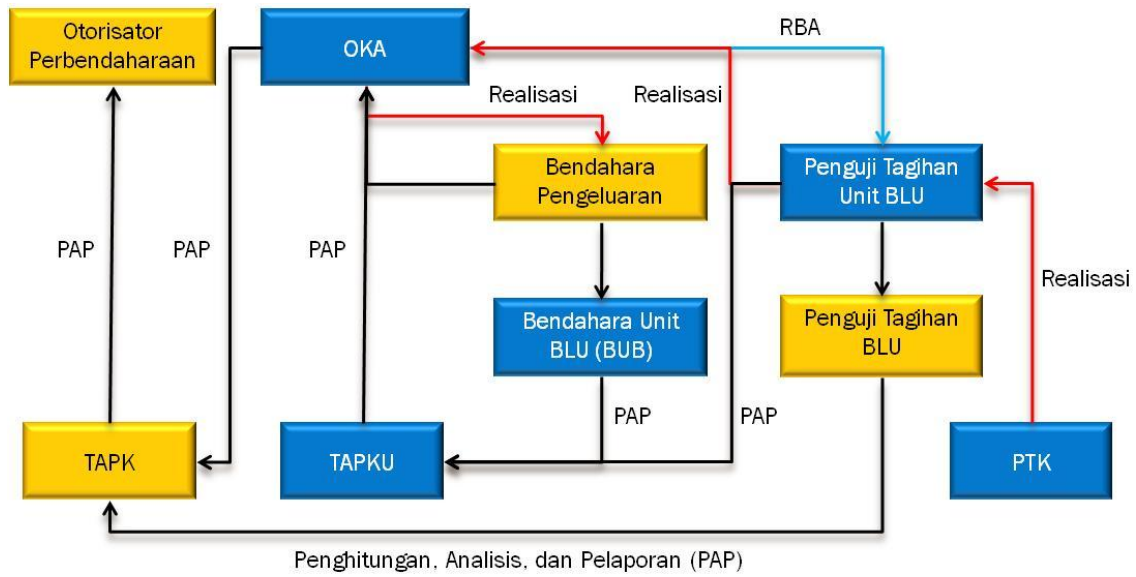 Otorisator
Perbendaharaan
OKA
RBA
Realisasi
Realisasi
Bendahara
Pengeluaran
Penguji Tagihan
Unit BLU
PAP
PAP
PAP
Realisasi
Bendahara Unit
BLU (BUB)
Penguji Tagihan
BLU
PAP
PAP
TAPK
TAPKU
PTK
Penghitungan, Analisis, dan Pelaporan (PAP)